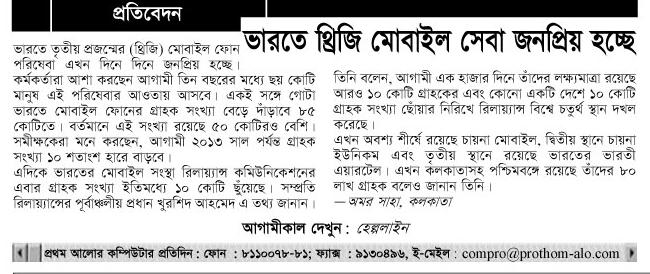 প্রতিবেদন
ভারতে থ্রিজি মোবাইল সেবা জনপ্রিয় হচ্ছে
ভারতে তৃতীয় প্রজন্মের (থ্রিজি) মোবাইল ফোন
পরিষেবা এখন দিনে দিনে জনপ্রিয় হচ্ছে।
কর্মকর্তারা আশা করছেন আগামী তিন বছরের মধ্যে ছয় কোটি
মানুষ এই পরিষেবার আওতায় আসবে। একই সঙ্গে গোটা
ভারতে মোবাইল ফোনের গ্রাহক সংখ্যা বেড়ে দাঁড়াবে ৮৫
কোটিতে। বর্তমানে এই সংখ্যা রয়েছে ৫০ কোটিরও বেশি।
সমীক্ষকেরা মনে করছেন, আগামী ২০১৩ সাল পর্যন্ত গ্রাহক
সংখ্যা ১০ শতাংশ হারে বাড়বে।
এদিকে ভারতের মোবাইল সংস্থা রিলায়্যান্স কমিউনিকেশনের
এবার গ্রাহক সংখ্যা ইতিমধ্যে ১০ কোটি ছুঁয়েছে। সম্প্রতি
রিলায়্যান্সের পূর্বাঞ্চলীয় প্রধান খুরশিদ আহমেদ এ তথ্য জানান।
তিনি বলেন, আগামী এক হাজার দিনে তাঁদের লক্ষ্যমাত্রা রয়েছে
আরও ১০ কোটি গ্রাহকের এবং কোনো একটি দেশে ১০ কোটি
গ্রাহক সংখ্যা ছোঁয়ার নিরিখে রিলায়্যান্স বিশ্বে চতুর্থ স্থান দখল
করেছে।
এখন অবশ্য শীর্ষে রয়েছে চায়না মোবাইল, দ্বিতীয় স্থানে চায়না
ইউনিকম এবং তৃতীয় স্থানে রয়েছে ভারতের ভারতী
এয়ারটেল। এখন কলকাতাসহ পশ্চিমবঙ্গে রয়েছে তাঁদের ৮০
লাখ গ্রাহক বলেও জানান তিনি।
—অমর সাহা, কলকাতা
আগামীকাল দেখুন : হেল্পলাইন
প্রথম আলোর কম্পিউটার প্রতিদিন : ফোন : ৮১১০০৭৮-৮১; ফ্যাক্স : ৯১৩০৪৯৬, ই-মেইল : compro@prothom-alo.com